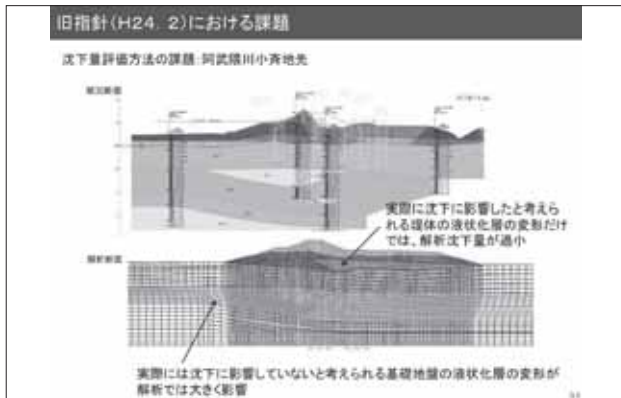 旧指針（H24．2）における課題
沈下量評価方法の課題：阿武隈川小斉地先
実際に沈下に影響したと考えら
れる堤体の液状化層の変形だけ
では、解析沈下量が過小
解析断面
実際には沈下に影響していないと考えられる基礎地盤の液状化層の変形が
解析では大きく影響